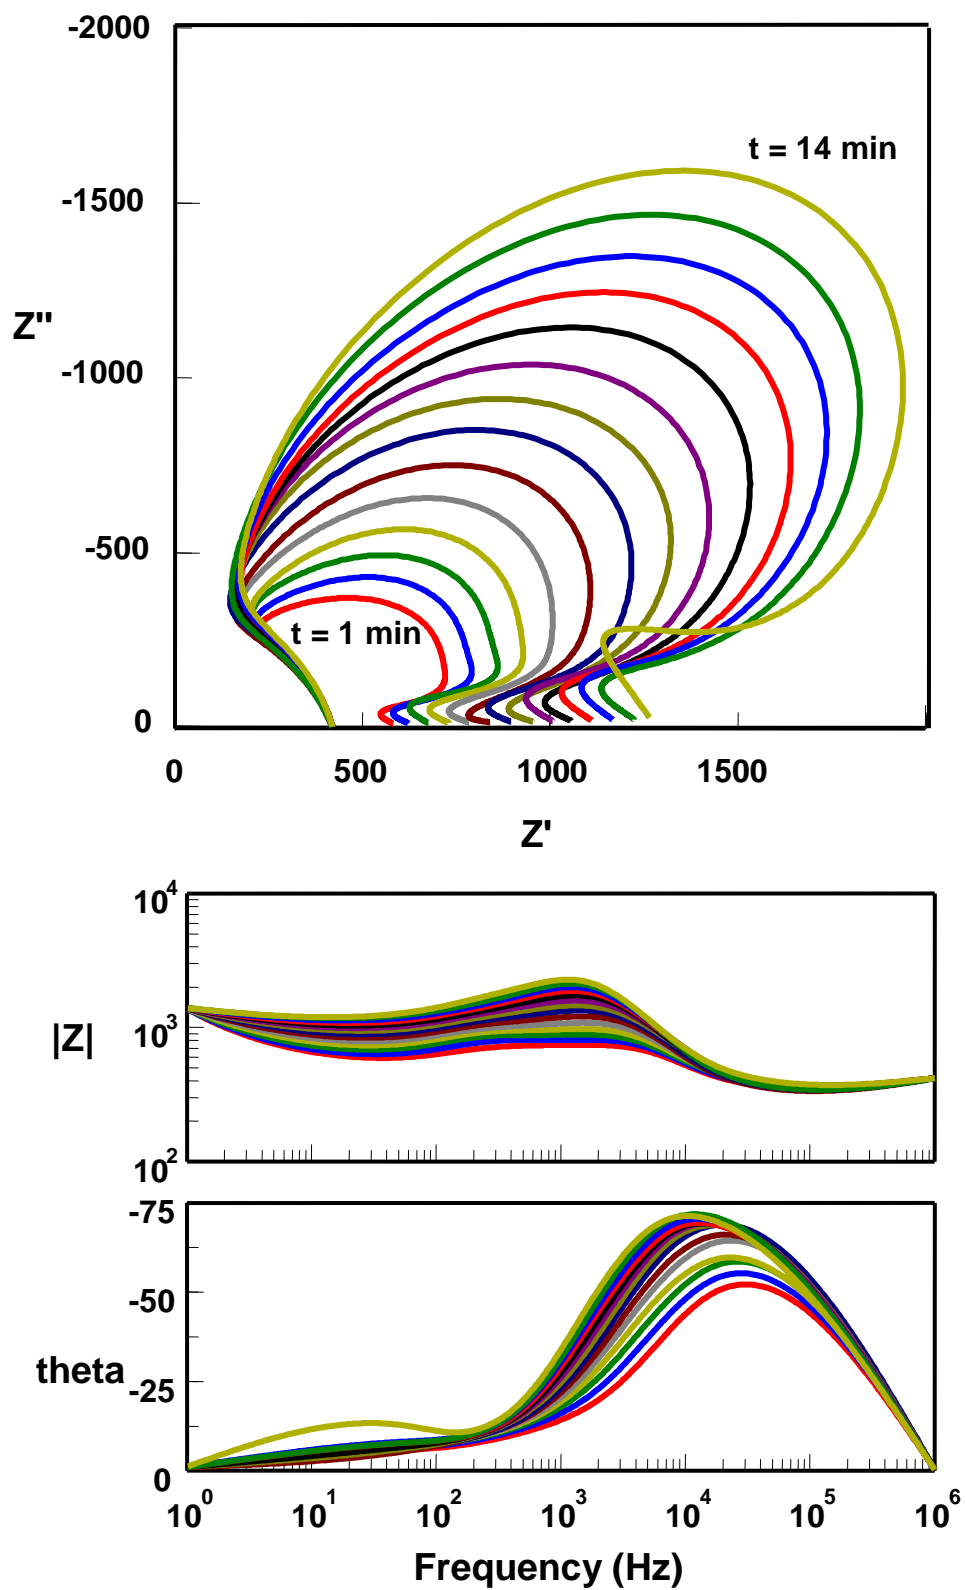 -2000
t = 14 min
-1500
Z"
-1000
-500
t = 1 min
0
0 500 1000 1500
Z'
10^4
|Z|
10^3
10^2
-75
-50
theta
-25
0
10^0 10^1 10^2 10^3 10^4 10^5 10^6
Frequency (Hz)